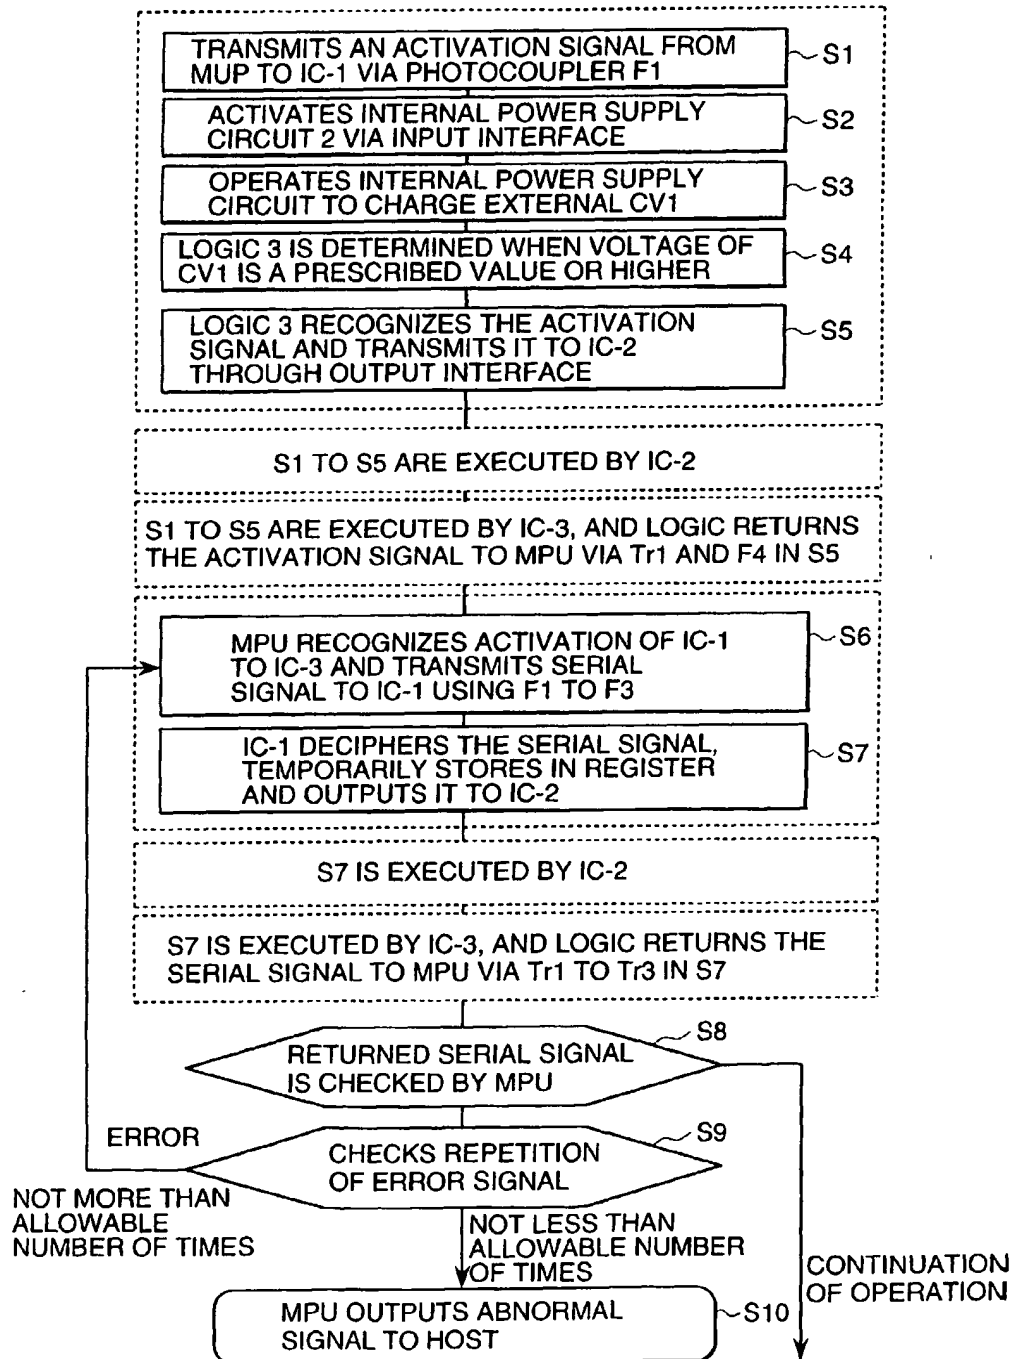 TRANSMITS AN ACTIVATION SIGNAL FROM
MUP TO IC-1 VIA PHOTOCOUPLER F1
S1
ACTIVATES INTERNAL POWER SUPPLY
CIRCUIT 2 VIA INPUT INTERFACE
S2
OPERATES INTERNAL POWER SUPPLY
CIRCUIT TO CHARGE EXTERNAL CV1
S3
LOGIC 3 IS DETERMINED WHEN VOLTAGE OF
CV1 IS A PRESCRIBED VALUE OR HIGHER
S4
LOGIC 3 RECOGNIZES THE ACTIVATION
SIGNAL AND TRANSMITS IT TO IC-2
THROUGH OUTPUT INTERFACE
S5
S1 TO S5 ARE EXECUTED BY IC-2
S1 TO S5 ARE EXECUTED BY IC-3, AND LOGIC RETURNS
THE ACTIVATION SIGNAL TO MPU VIA Tr1 AND F4 IN S5
MPU RECOGNIZES ACTIVATION OF IC-1
TO IC-3 AND TRANSMITS SERIAL
SIGNAL TO IC-1 USING F1 TO F3
S6
IC-1 DECIPHERS THE SERIAL SIGNAL,
TEMPORARILY STORES IN REGISTER
AND OUTPUTS IT TO IC-2
S7
S7 IS EXECUTED BY IC-2
S7 IS EXECUTED BY IC-3, AND LOGIC RETURNS THE
SERIAL SIGNAL TO MPU VIA Tr1 TO Tr3 IN S7
RETURNED SERIAL SIGNAL
IS CHECKED BY MPU
S8
ERROR
CHECKS REPETITION
OF ERROR SIGNAL
S9
NOT MORE THAN
ALLOWABLE
NUMBER OF TIMES
NOT LESS THAN
ALLOWABLE NUMBER
OF TIMES
CONTINUATION
OF OPERATION
MPU OUTPUTS ABNORMAL
SIGNAL TO HOST
S10